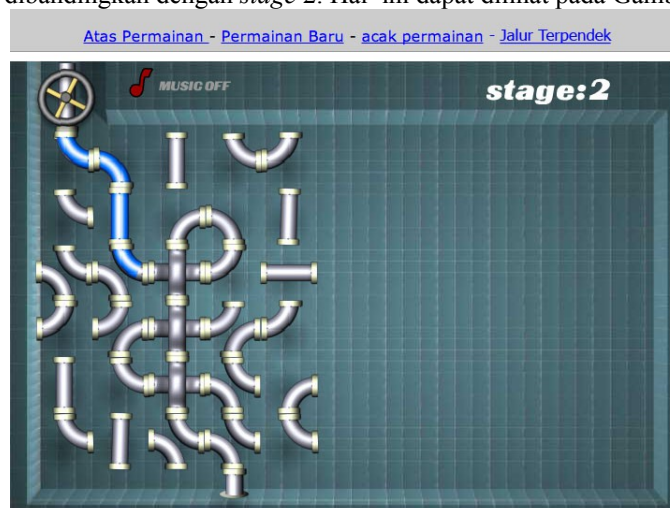 dibandingkan dengan stage 2. Hal ini dapat dilihat pada
Atas Permainan - Permainan Baru - acak permainan - Jalur Terpendek
MUSIC OFF
stage:2